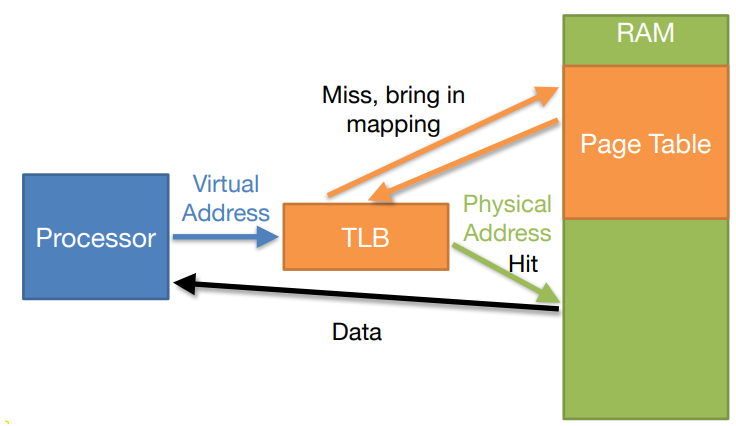 RAM
Miss, bring in
mapping
Page Table
Virtual
Address
Physical
Address
Processor
TLB
Hit
Data